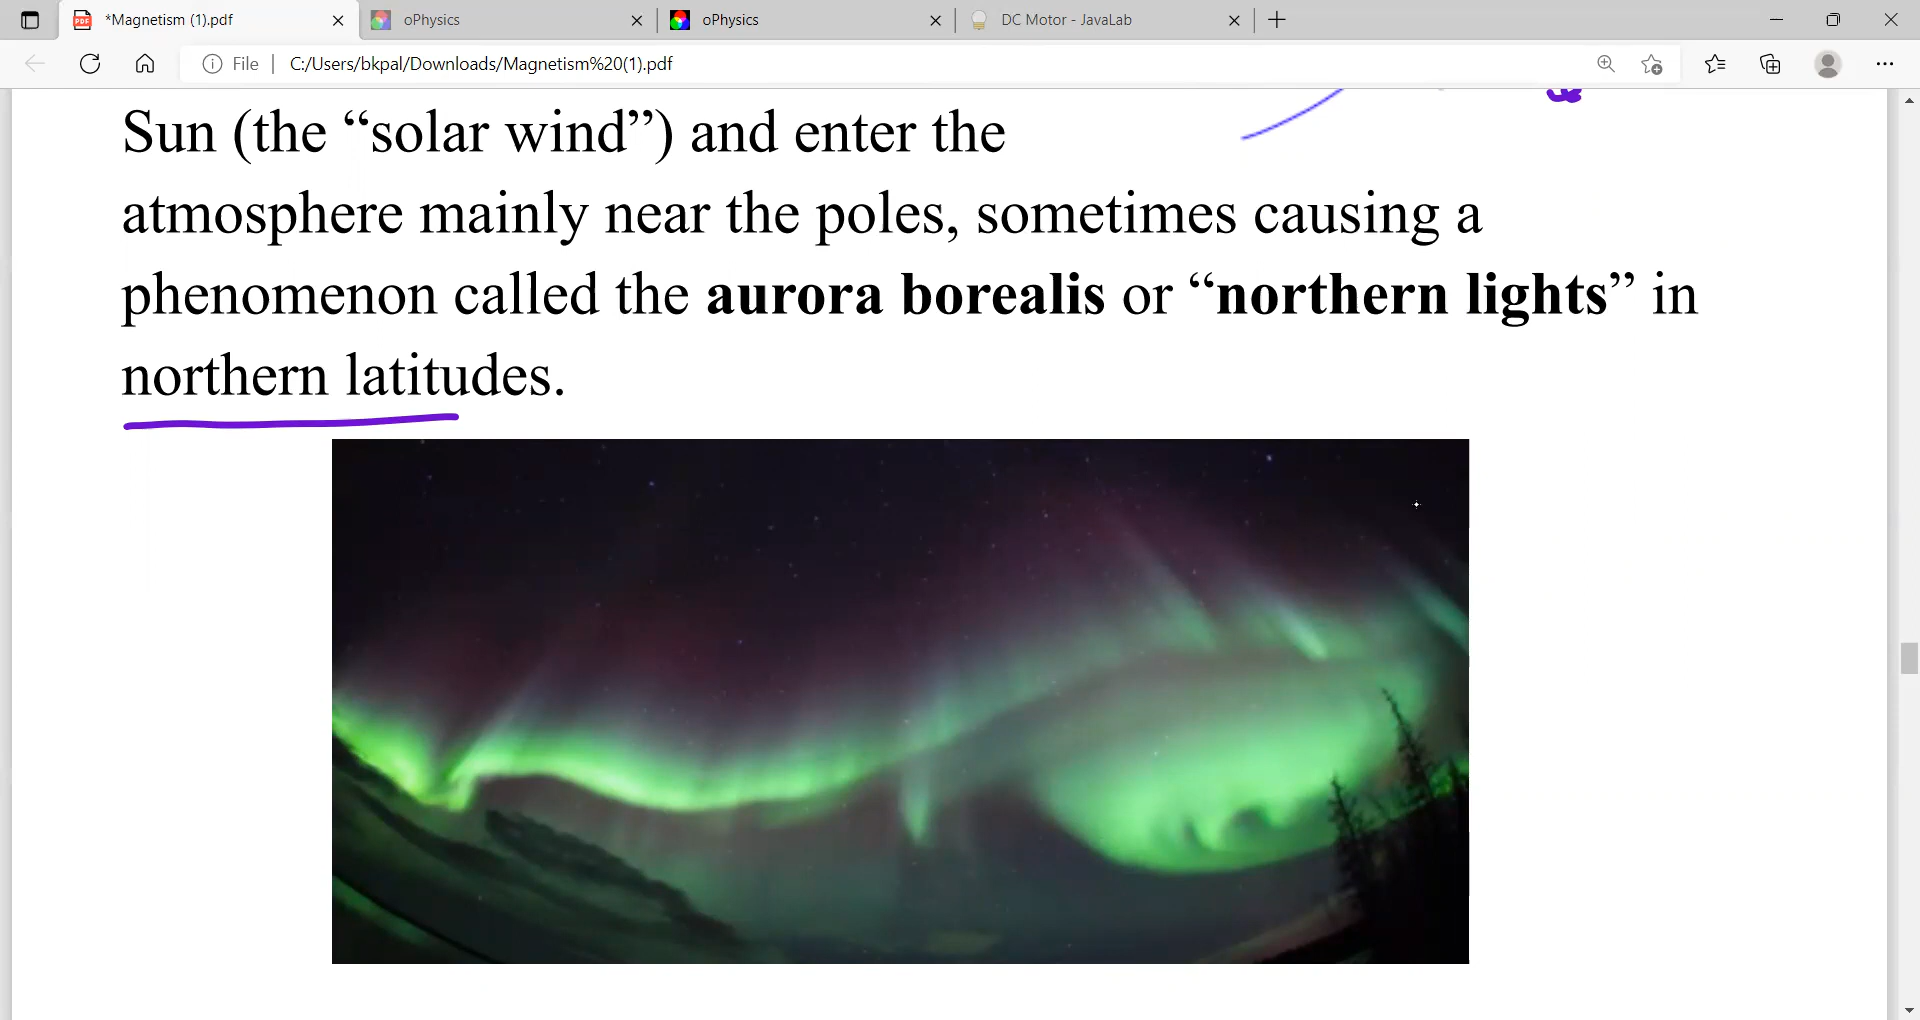 *Magnetism (1).pdf oPhysics oPhysics DC Motor - JavaLab
File C:/Users/bkpal/Downloads/Magnetism%20(1).pdf
Sun (the “solar wind”) and enter the
atmosphere mainly near the poles, sometimes causing a
phenomenon called the aurora borealis or “northern lights” in
northern latitudes.